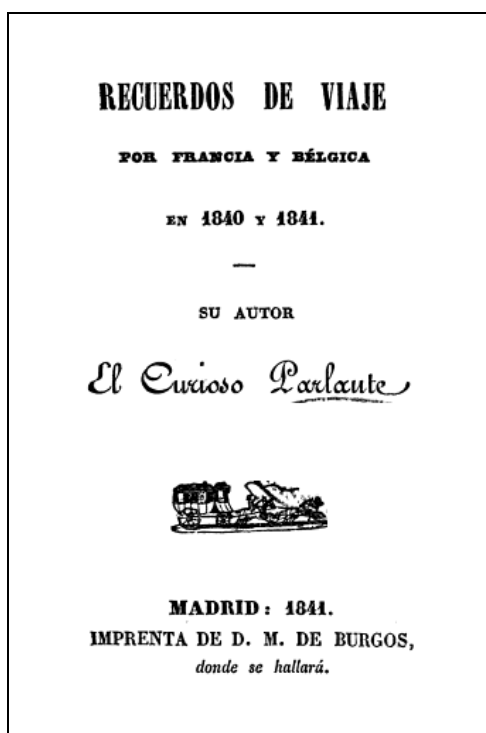 RECUERDOS DE VIAJE
POR FRANCIA Y BÉLGICA
EN 1840 Y 1841.
SU AUTOR
El Curioso Parlante
MADRID: 1841.
IMPRENTA DE D. M. DE BURGOS,
donde se hallará.